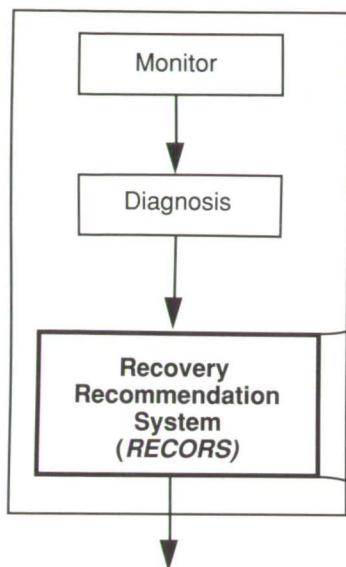 Monitor
Diagnosis
Recovery
Recommendation
System
(RECORS)